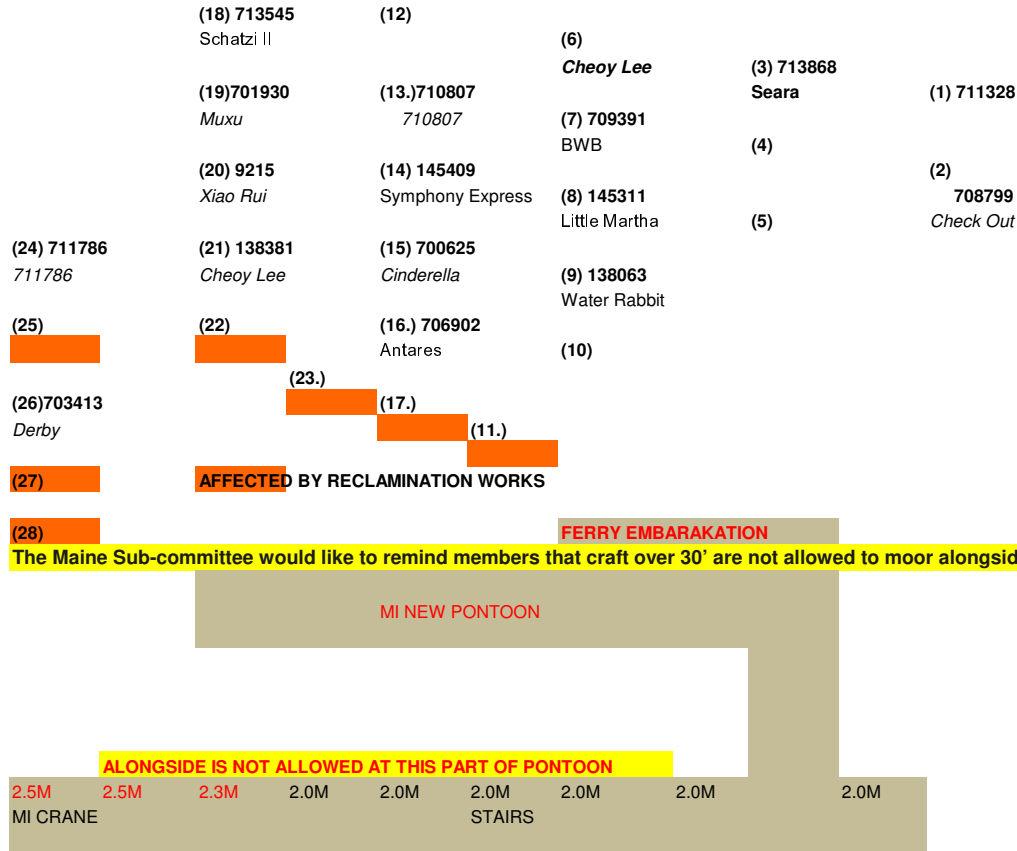 (18) 713545 (12)
Schatzi II (6)
Cheoy Lee (3) 713868
(19)701930 (13.)710807 Seara (1) 711328
Muxu 710807 (7) 709391
BWB (4)
(20) 9215 (14) 145409 (2)
Xiao Rui Symphony Express (8) 145311 708799
Little Martha (5) Check Out
(24) 711786 (21) 138381 (15) 700625
711786 Cheoy Lee Cinderella (9) 138063
Water Rabbit
(25) (22) (16.) 706902
Antares (10)
(23.)
(26)703413 (17.)
Derby (11.)
(27) AFFECTED BY RECLAMINATION WORKS
(28) FERRY EMBARAKATION
The Maine Sub-committee would like to remind members that craft over 30’ are not allowed to moor alongsid
MI NEW PONTOON
ALONGSIDE IS NOT ALLOWED AT THIS PART OF PONTOON
2.5M 2.5M 2.3M 2.0M 2.0M 2.0M 2.0M 2.0M 2.0M
MI CRANE STAIRS